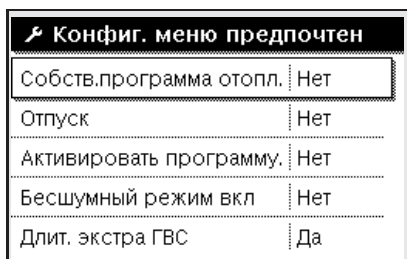 Конфиг. меню предпочтен
Собств.программа отопл. Нет
Отпуск Нет
Активировать программу. Нет
Бесшумный режим вкл Нет
Длит. экстра ГВС Да